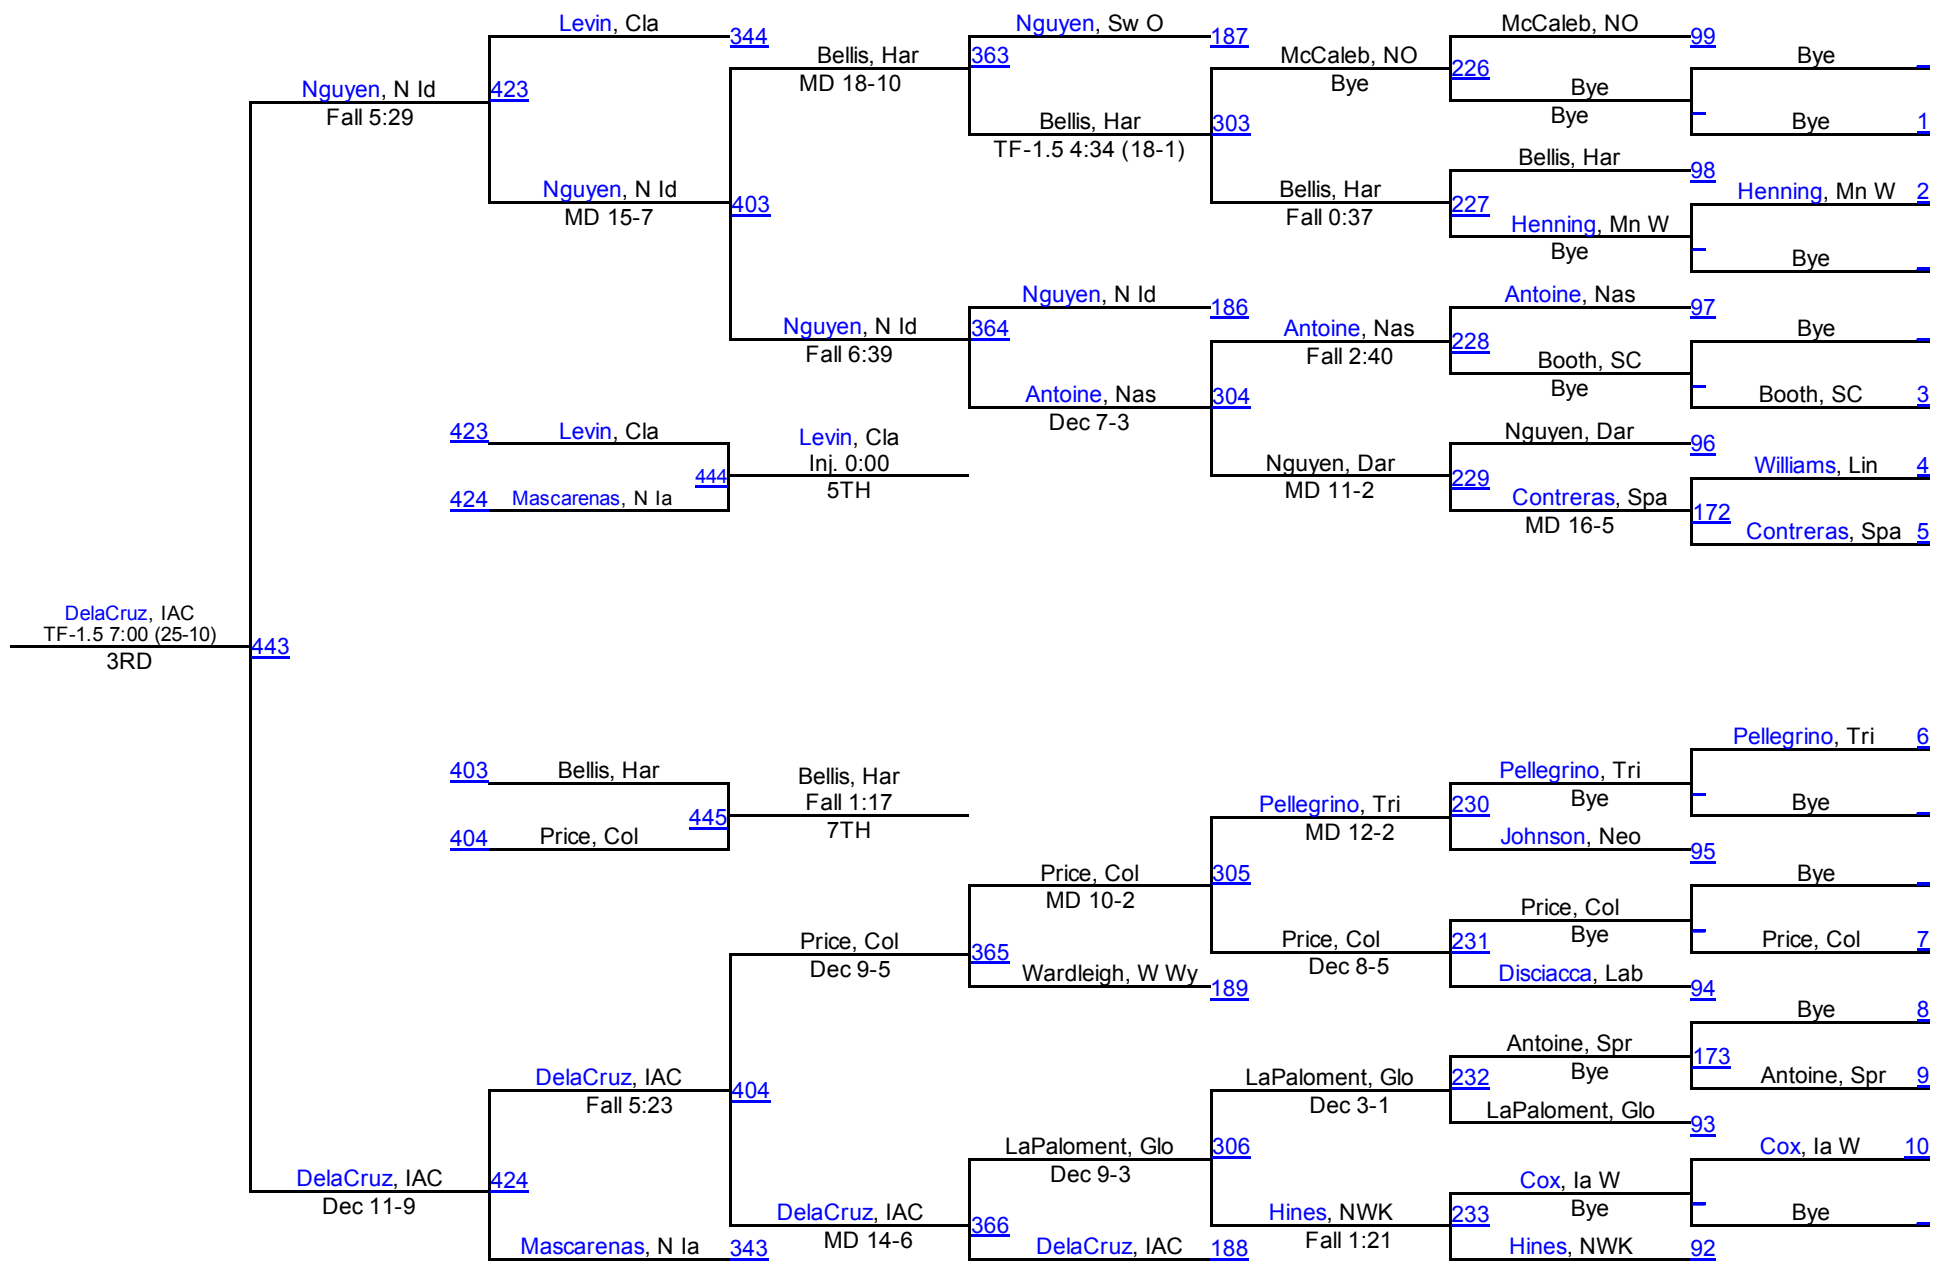 Levin, Cla
344
Nguyen, Sw O
187
McCaleb, NO
99
Bellis, Har
363
MD 18-10
McCaleb, NO
226
Bye
Bye
Nguyen, N Id
423
Fall 5:29
Bye
Bye
Bellis, Har
303
TF-1.5 4:34 (18-1)
Bye
1
Bellis, Har
98
Nguyen, N Id
403
MD 15-7
Bellis, Har
227
Fall 0:37
Henning, Mn W
2
Henning, Mn W
Bye
Bye
Nguyen, N Id
186
Antoine, Nas
97
Nguyen, N Id
364
Fall 6:39
Antoine, Nas
228
Fall 2:40
Bye
Booth, SC
Bye
Antoine, Nas
304
Dec 7-3
Booth, SC
3
423
Levin, Cla
Levin, Cla
Inj. 0:00
5TH
444
424
Mascarenas, N Ia
Nguyen, Dar
96
Nguyen, Dar
229
MD 11-2
Williams, Lin
4
Contreras, Spa
172
MD 16-5
Contreras, Spa
5
DelaCruz, IAC
TF-1.5 7:00 (25-10)
443
3RD
Pellegrino, Tri
6
403
Bellis, Har
Bellis, Har
Fall 1:17
7TH
445
404
Price, Col
Pellegrino, Tri
Bye
Pellegrino, Tri
230
MD 12-2
Bye
Johnson, Neo
95
Price, Col
305
MD 10-2
Bye
Price, Col
Bye
Price, Col
365
Dec 9-5
Price, Col
231
Dec 8-5
Price, Col
7
Wardleigh, W Wy
189
Disciacca, Lab
94
Bye
8
Antoine, Spr
173
Bye
DelaCruz, IAC
404
Fall 5:23
LaPaloment, Glo
232
Dec 3-1
Antoine, Spr
9
LaPaloment, Glo
93
LaPaloment, Glo
306
Dec 9-3
Cox, Ia W
10
DelaCruz, IAC
424
Dec 11-9
Cox, Ia W
Bye
DelaCruz, IAC
366
MD 14-6
Hines, NWK
233
Fall 1:21
Bye
Mascarenas, N Ia
343
DelaCruz, IAC
188
Hines, NWK
92